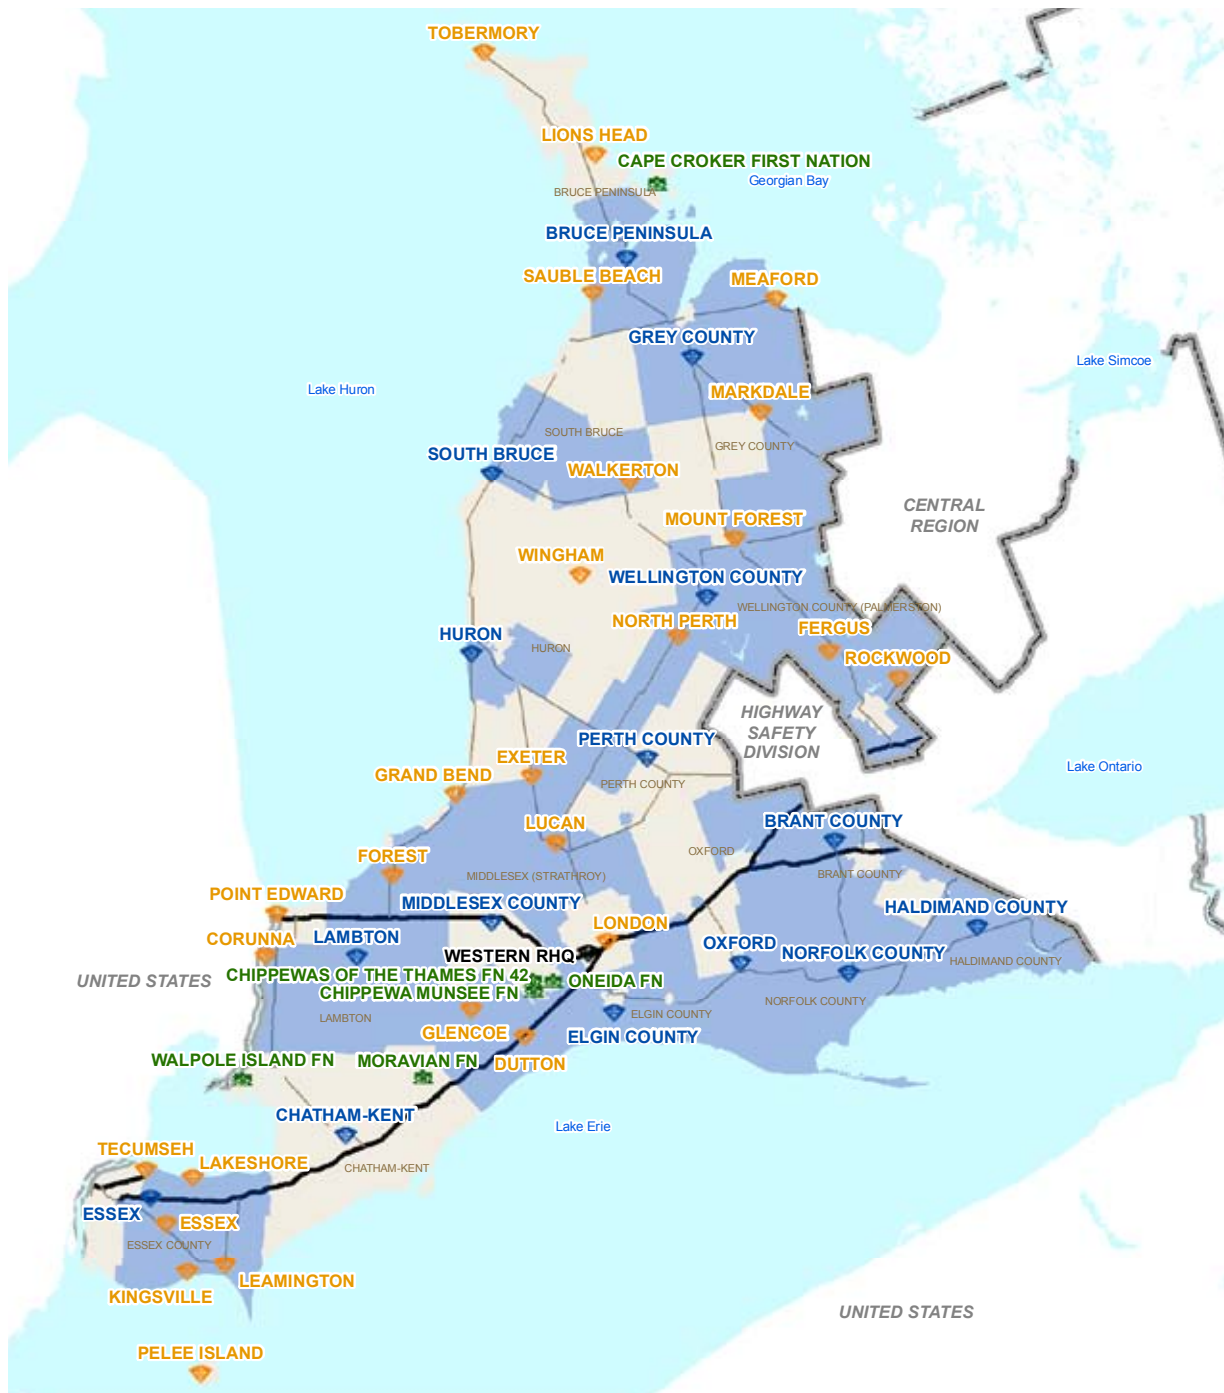 TOBERMORY
LIONS HEAD
CAPE CROKER FIRST NATION
Georgian Bay
BRUCE PENINSULA
BRUCE PENINSULA
SAUBLE BEACH
MEAFORD
GREY COUNTY
Lake Simcoe
Lake Huron
MARKDALE
SOUTH BRUCE
GREY COUNTY
SOUTH BRUCE
WALKERTON
CENTRAL
REGION
MOUNT FOREST
WINGHAM
WELLINGTON COUNTY
WELLINGTON COUNTY (PALMERSTON)
NORTH PERTH
FERGUS
HURON
HURON
ROCKWOOD
HIGHWAY
SAFETY
DIVISION
PERTH COUNTY
EXETER
Lake Ontario
GRAND BEND
PERTH COUNTY
LUCAN
BRANT COUNTY
OXFORD
FOREST
MIDDLESEX (STRATHROY)
BRANT COUNTY
POINT EDWARD
MIDDLESEX COUNTY
HALDIMAND COUNTY
LONDON
CORUNNA
LAMBTON
OXFORD
WESTERN RHQ
NORFOLK COUNTY
HALDIMAND COUNTY
UNITED STATES
CHIPPEWAS OF THE THAMES FN 42
ONEIDA FN
CHIPPEWA MUNSEE FN
NORFOLK COUNTY
LAMBTON
ELGIN COUNTY
GLENCOE
ELGIN COUNTY
WALPOLE ISLAND FN
MORAVIAN FN
DUTTON
CHATHAM-KENT
Lake Erie
TECUMSEH
LAKESHORE
CHATHAM-KENT
ESSEX
ESSEX
ESSEX COUNTY
LEAMINGTON
KINGSVILLE
UNITED STATES
PELEE ISLAND